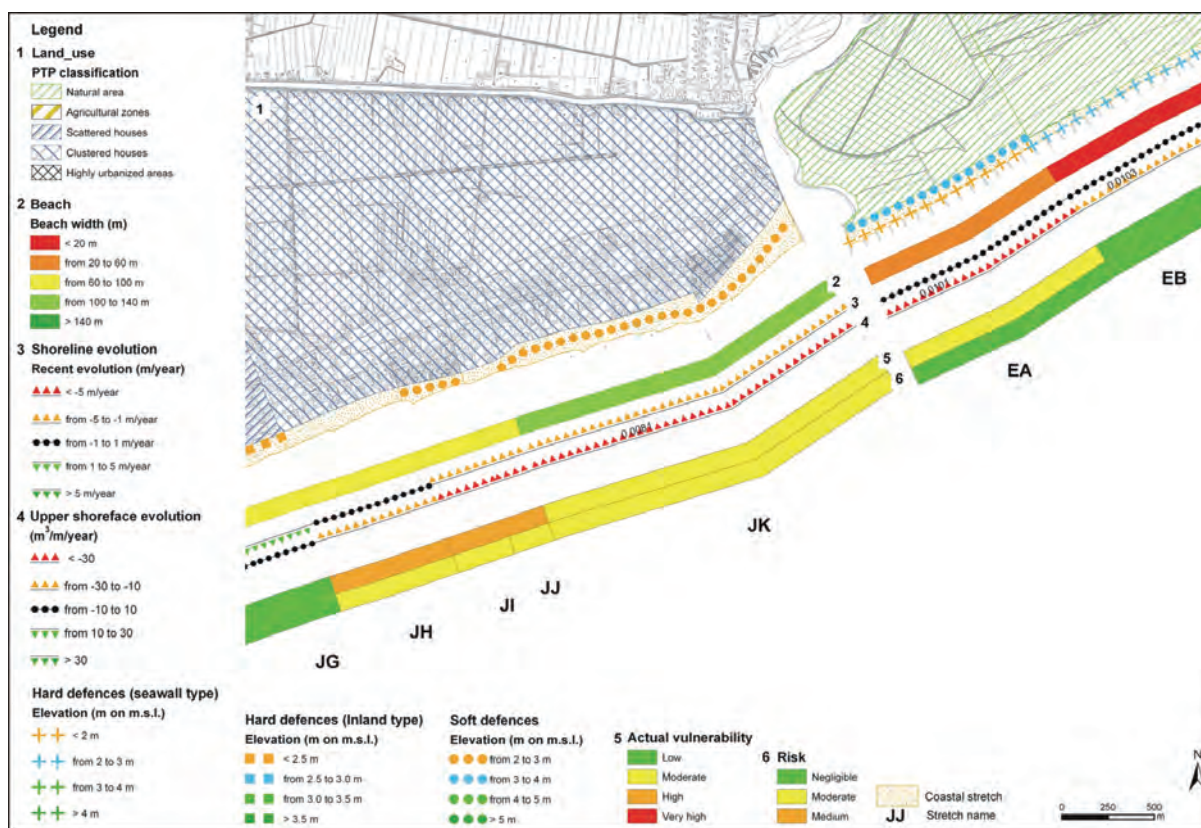 Legend
1 Land_use
PTP classification
Natural area
Agricultural zones
Scattered houses
Clustered houses
Highly urbanized areas
2 Beach
Beach width (m)
< 20 m
from 20 to 60 m
from 60 to 100 m
from 100 to 140 m
> 140 m
3 Shoreline evolution
Recent evolution (m/year)
< -5 m/year
from -5 to -1 m/year
from -1 to 1 m/year
from 1 to 5 m/year
> 5 m/year
4 Upper shoreface evolution
(m³/m/year)
< -30
from -30 to -10
from -10 to 10
from 10 to 30
> 30
Hard defences (seawall type)
Elevation (m on m.s.l.)
< 2 m
from 2 to 3 m
from 3 to 4 m
> 4 m
Hard defences (Inland type)
Elevation (m on m.s.l.)
< 2.5 m
from 2.5 to 3.0 m
from 3.0 to 3.5 m
> 3.5 m
Soft defences
Elevation (m on m.s.l.)
from 2 to 3 m
from 3 to 4 m
from 4 to 5 m
> 5 m
5 Actual vulnerability
Low
Moderate
High
Very high
6 Risk
Negligible
Moderate
Medium
Coastal stretch
JJ Stretch name
N
0 250 500
m
1
2
3
4
5
6
0.0103
0.0101
0.0081
EB
EA
JK
JJ
JI
JH
JG